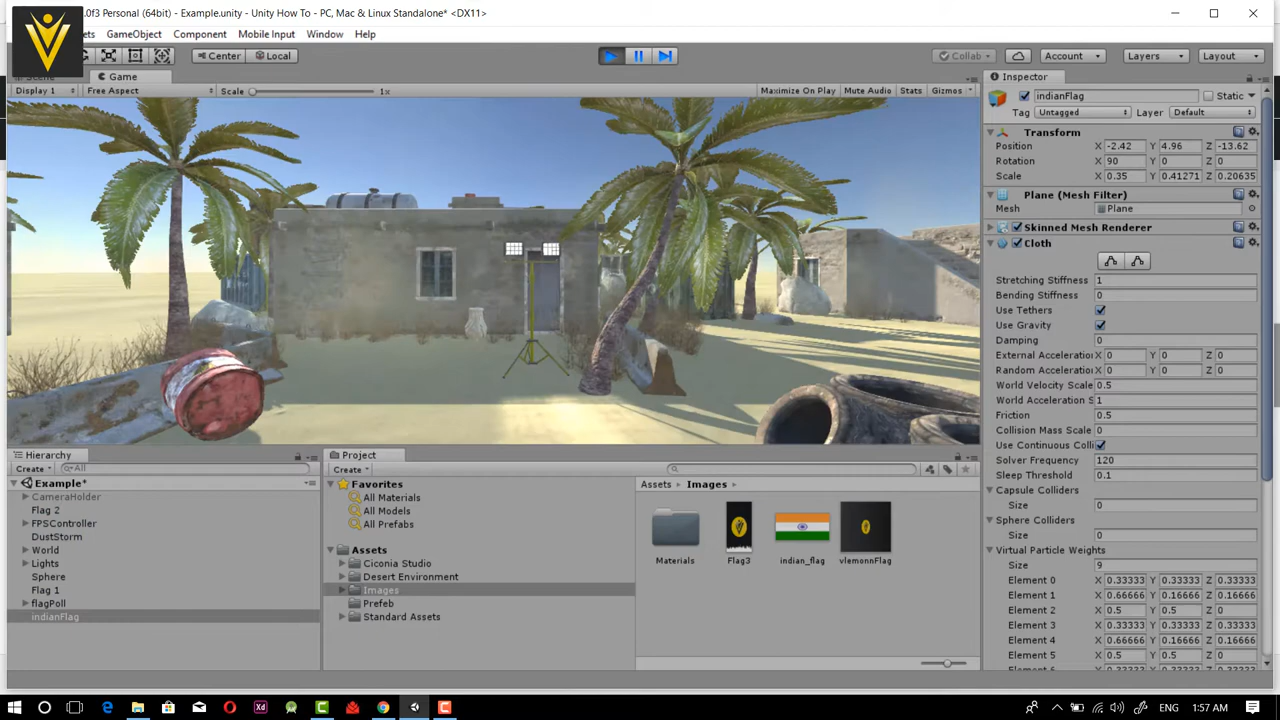 .0f3 Personal (64bit) - Example.unity - Unity How To - PC, Mac & Linux Standalone* <DX11>
ets GameObject Component Mobile Input Window Help
Center Local Collab Account Layers Layout
Game
Display 1 Free Aspect Scale 1x Maximize On Play Mute Audio Stats Gizmos
Inspector
indianFlag Static
Tag Untagged Layer Default
Transform
Position X -2.42 Y 4.96 Z -13.62
Rotation X 90 Y 0 Z 0
Scale X 0.35 Y 0.41271 Z 0.20635
Plane (Mesh Filter)
Mesh Plane
Skinned Mesh Renderer
Cloth
Stretching Stiffness 1
Bending Stiffness 0
Use Tethers
Use Gravity
Damping 0
External Acceleratio X 0 Y 0 Z 0
Random Acceleration X 0 Y 0 Z 0
World Velocity Scale 0.5
World Acceleration S 1
Friction 0.5
Collision Mass Scale 0
Use Continuous Colli
Solver Frequency 120
Sleep Threshold 0.1
Capsule Colliders
Size 0
Sphere Colliders
Size 0
Virtual Particle Weights
Size 9
Element 0 X 0.33333 Y 0.33333 Z 0.33333
Element 1 X 0.66666 Y 0.16666 Z 0.16666
Element 2 X 0.5 Y 0.5 Z 0
Element 3 X 0.33333 Y 0.33333 Z 0.33333
Element 4 X 0.66666 Y 0.16666 Z 0.16666
Element 5 X 0.5 Y 0.5 Z 0
Hierarchy
Create All
Example*
CameraHolder
Flag 2
FPSController
DustStorm
World
Lights
Sphere
Flag 1
flagPoll
indianFlag
Project
Create
Favorites
All Materials
All Models
All Prefabs
Assets
Ciconia Studio
Desert Environment
Images
Prefeb
Standard Assets
Assets Images
Materials Flag3 indian_flag vlemonnFlag
ENG 1:57 AM